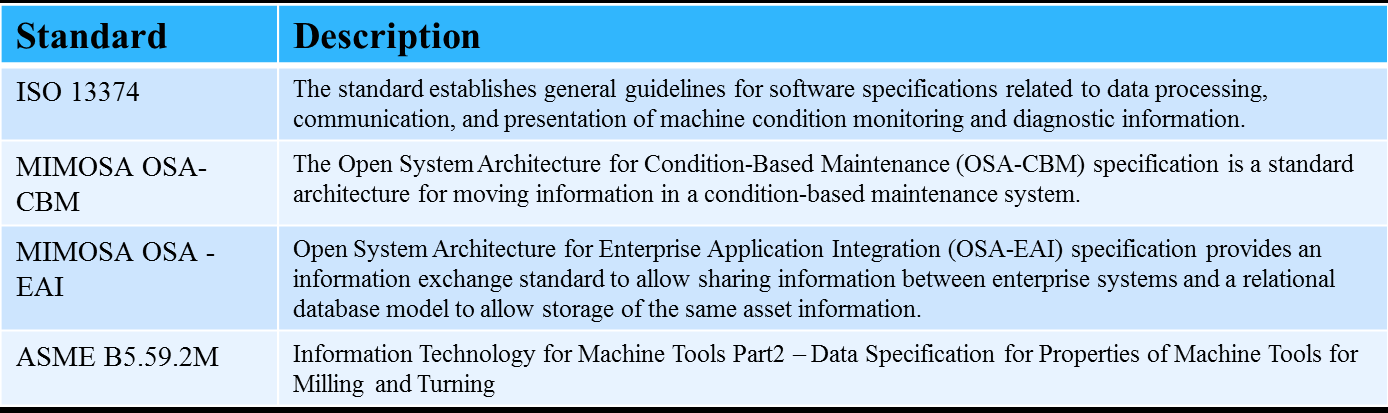 Standard Description
ISO 13374 The standard establishes general guidelines for software specifications related to data processing,
communication, and presentation of machine condition monitoring and diagnostic information.
MIMOSA OSA- The Open System Architecture for Condition-Based Maintenance (OSA-CBM) specification is a standard
CBM architecture for moving information in a condition-based maintenance system.
MIMOSA OSA - Open System Architecture for Enterprise Application Integration (OSA-EAI) specification provides an
EAI information exchange standard to allow sharing information between enterprise systems and a relational
database model to allow storage of the same asset information.
ASME B5.59.2M Information Technology for Machine Tools Part2 – Data Specification for Properties of Machine Tools for
Milling and Turning